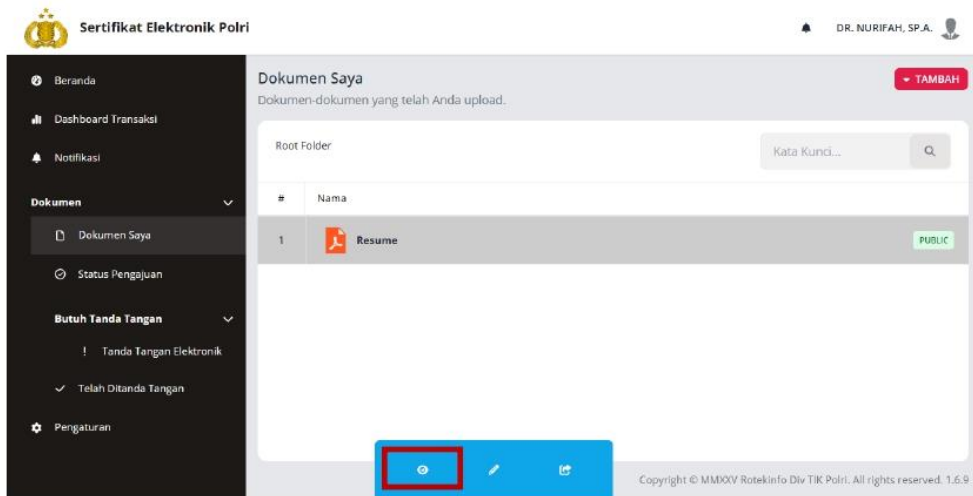 Sertifikat Elektronik Polri
DR. NURIFAH, SP.A.
Beranda
Dashboard Transaksi
Notifikasi
Dokumen
Dokumen Saya
Status Pengajuan
Butuh Tanda Tangan
! Tanda Tangan Elektronik
Telah Ditanda Tangan
Pengaturan
Dokumen Saya
TAMBAH
Dokumen-dokumen yang telah Anda upload.
Root Folder
Kata Kunci...
# Nama
1 Resume PUBLIC
Copyright © MMXXV Rotekinfo Div TIK Polri. All rights reserved. 1.6.9